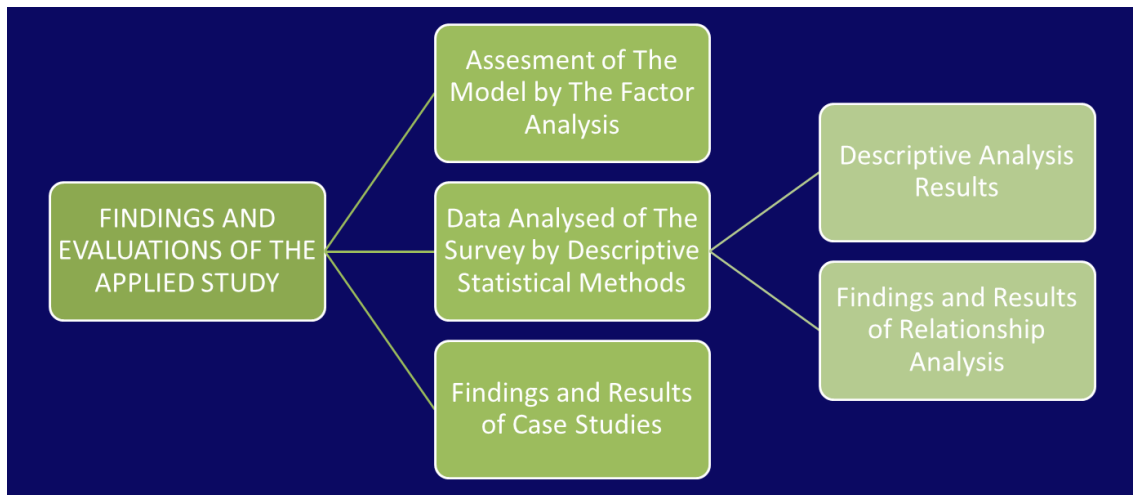 FINDINGS AND
EVALUATIONS OF THE
APPLIED STUDY
Assesment of The
Model by The Factor
Analysis
Data Analysed of The
Survey by Descriptive
Statistical Methods
Findings and Results
of Case Studies
Descriptive Analysis
Results
Findings and Results
of Relationship
Analysis